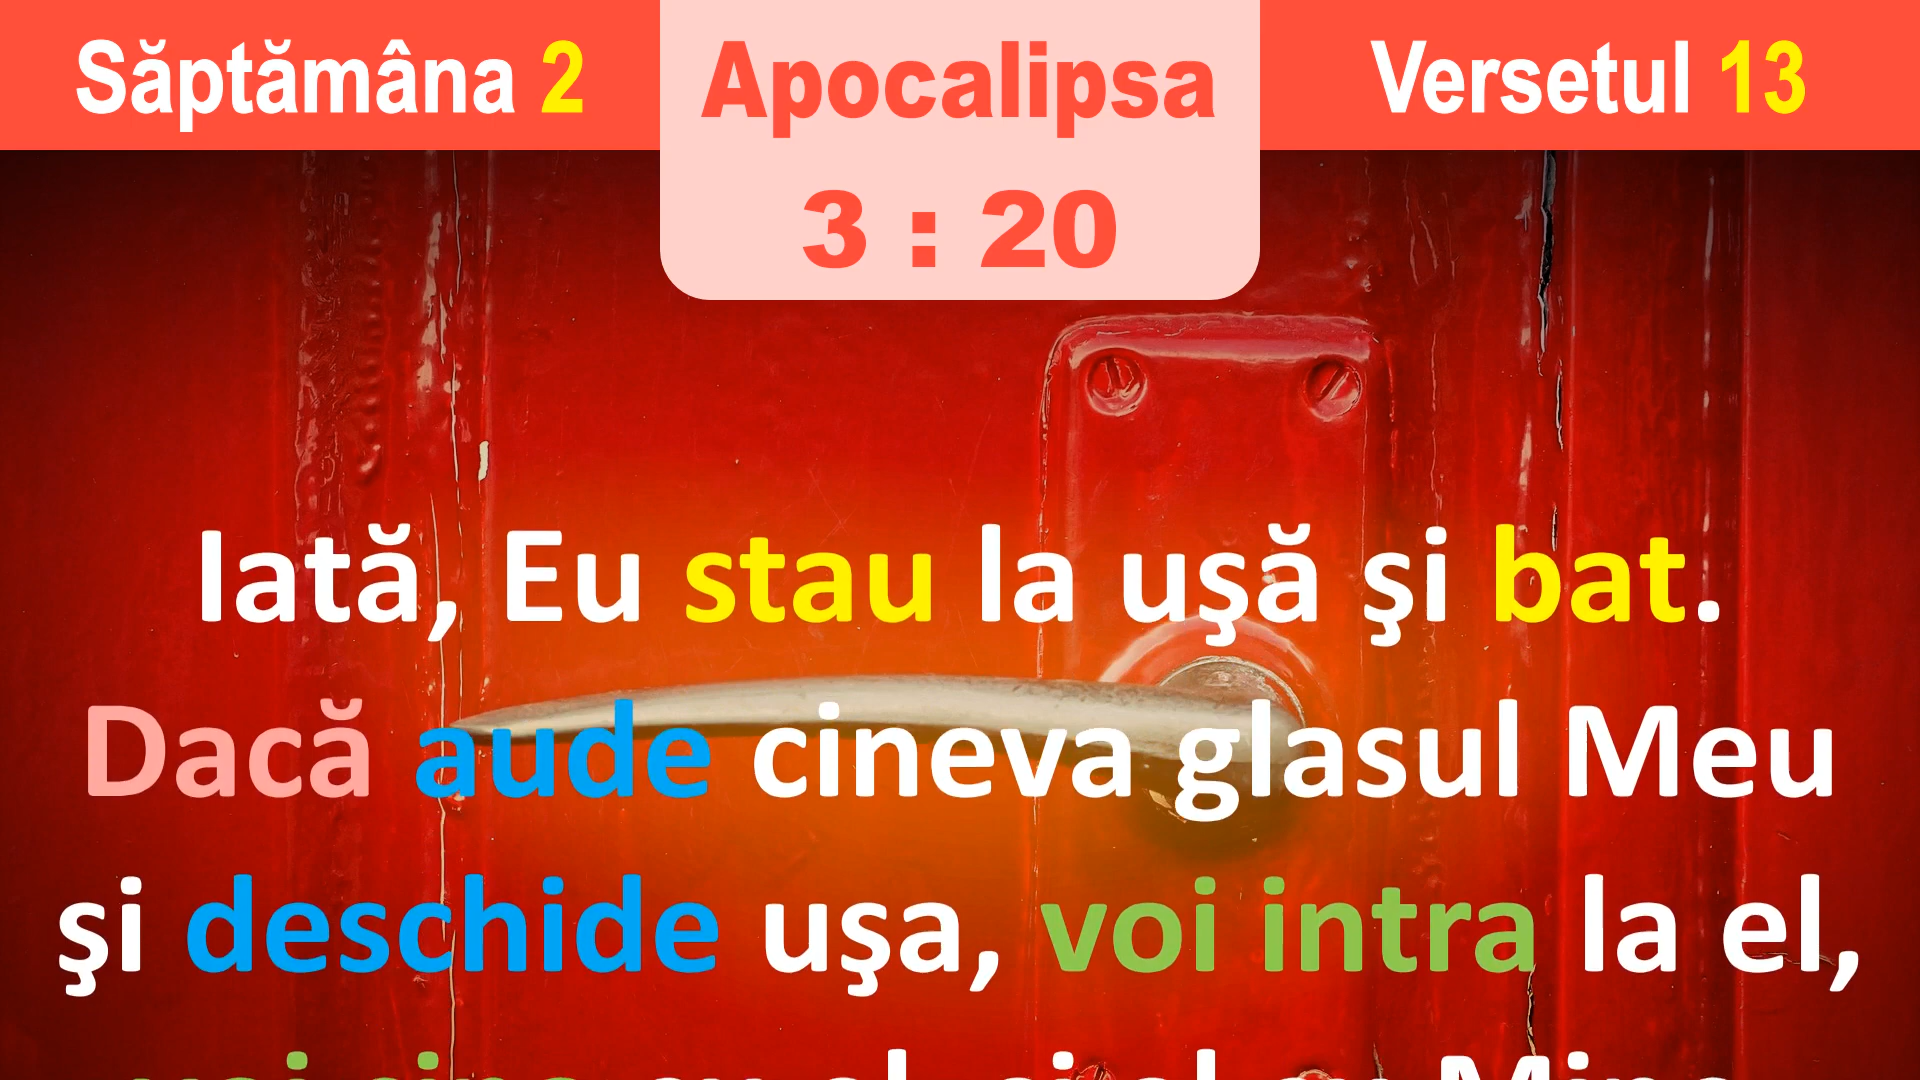 Săptămâna 2
Apocalipsa
3 : 20
Versetul 13
Iată, Eu stau la uşă şi bat.
Dacă aude cineva glasul Meu
şi deschide uşa, voi intra la el,